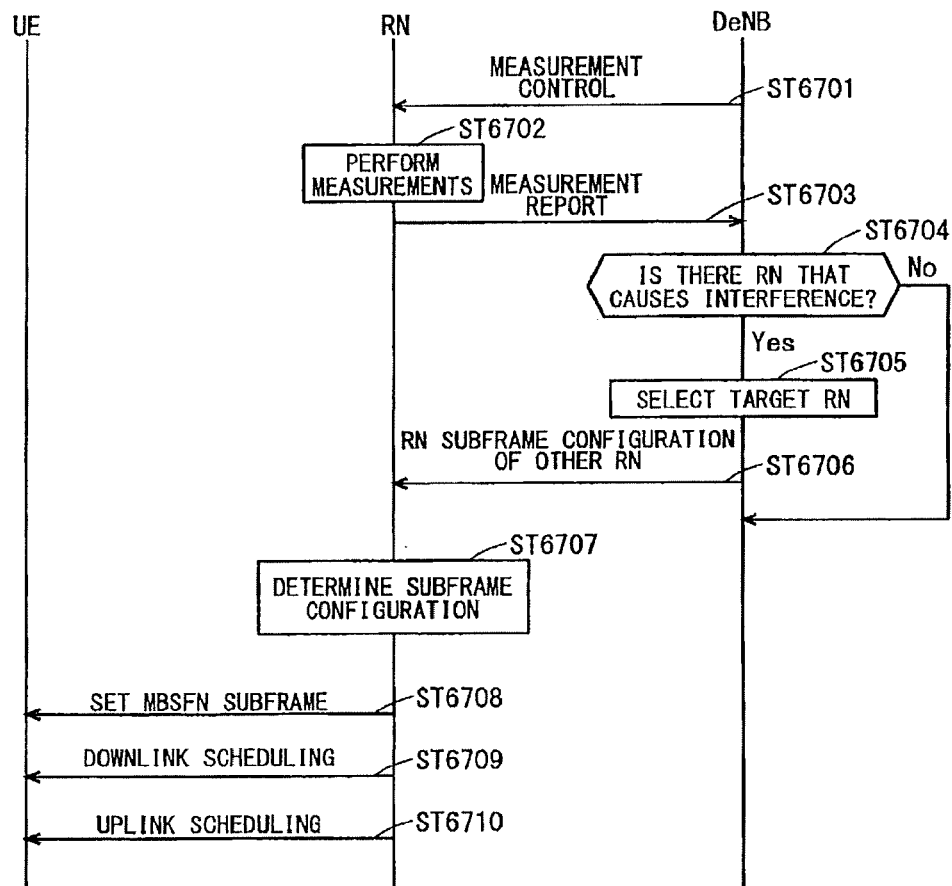 UE
RN
DeNB
MEASUREMENT
CONTROL
ST6701
ST6702
PERFORM
MEASUREMENTS
MEASUREMENT
REPORT
ST6703
ST6704
IS THERE RN THAT
CAUSES INTERFERENCE?
No
Yes
ST6705
SELECT TARGET RN
RN SUBFRAME CONFIGURATION
OF OTHER RN
ST6706
ST6707
DETERMINE SUBFRAME
CONFIGURATION
SET MBSFN SUBFRAME
ST6708
DOWNLINK SCHEDULING
ST6709
UPLINK SCHEDULING
ST6710